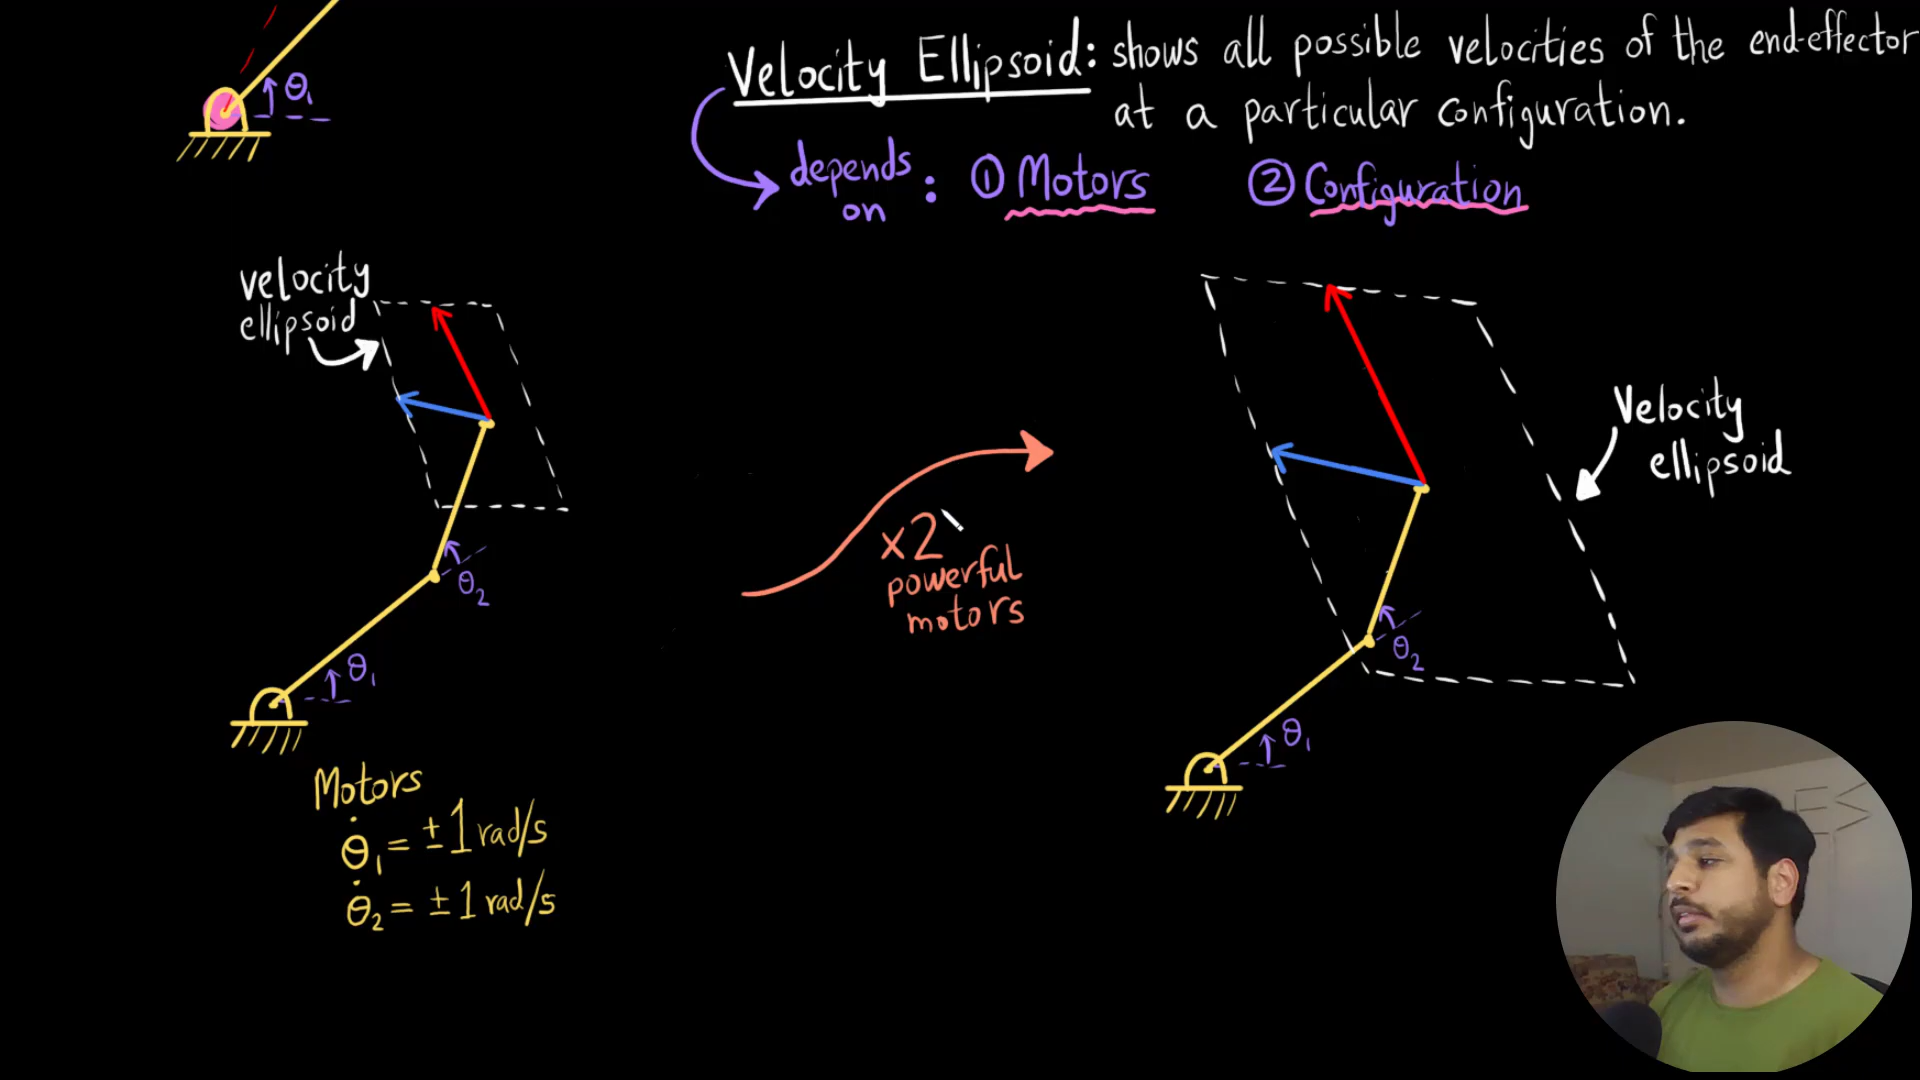 θ₁
Velocity Ellipsoid: shows all possible velocities of the end-effector
at a particular configuration.
depends on : ① Motors ② Configuration
velocity
ellipsoid
θ₂
θ₁
Motors
θ̇₁ = ± 1 rad/s
θ̇₂ = ± 1 rad/s
×2
powerful
motors
Velocity
ellipsoid
θ₂
θ₁